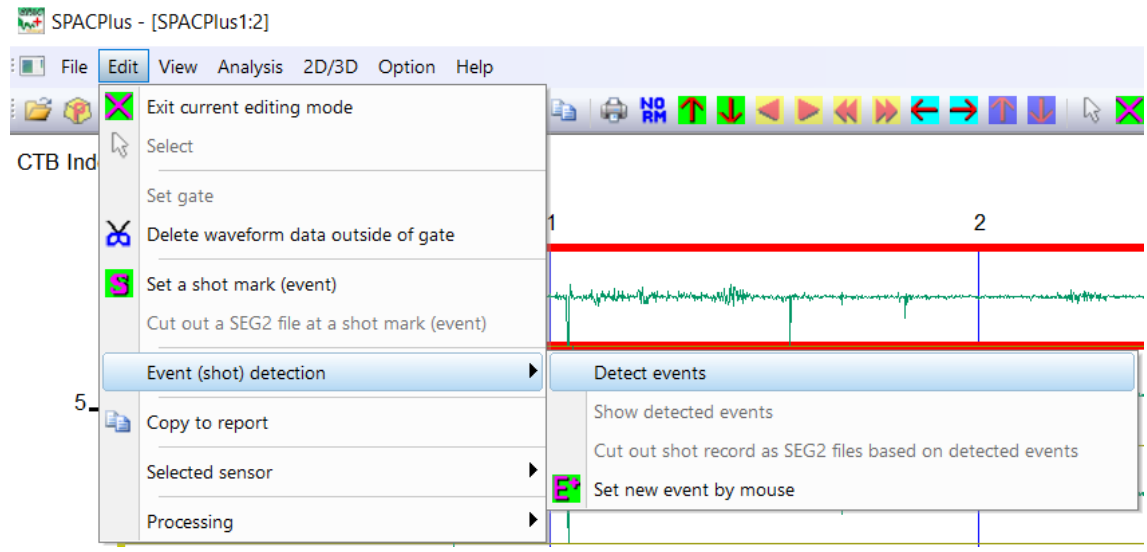 SPACPlus - [SPACPlus1:2]
File Edit View Analysis 2D/3D Option Help
Exit current editing mode
NO
RM
Select
CTB Ind
Set gate
1 2
Delete waveform data outside of gate
S Set a shot mark (event)
Cut out a SEG2 file at a shot mark (event)
Event (shot) detection
Detect events
5
Show detected events
Copy to report
Cut out shot record as SEG2 files based on detected events
Selected sensor
E+ Set new event by mouse
Processing